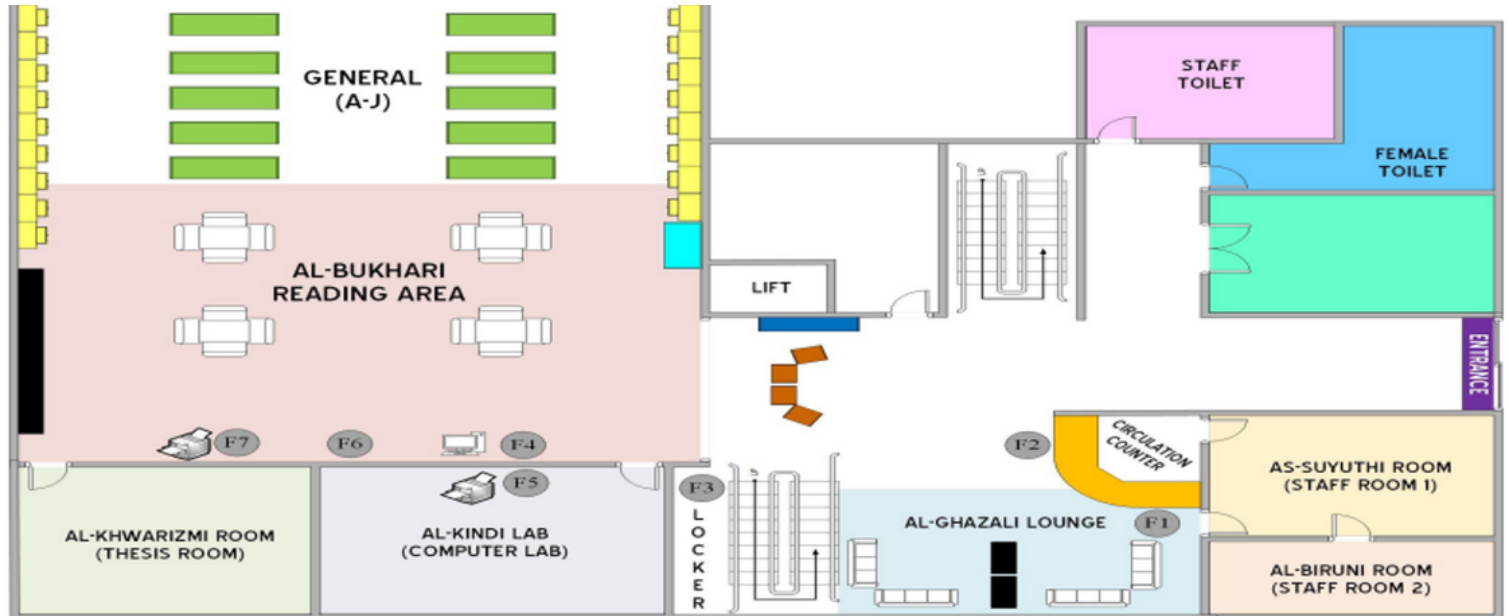 GENERAL
(A-J)
STAFF
TOILET
FEMALE
TOILET
AL-BUKHARI
READING AREA
LIFT
ENTRANCE
F7
F6
F4
F2
CIRCULATION
COUNTER
AS-SUYUTHI ROOM
(STAFF ROOM 1)
F5
F3
LOCKER
AL-GHAZALI LOUNGE
F1
AL-KHWARIZMI ROOM
(THESIS ROOM)
AL-KINDI LAB
(COMPUTER LAB)
AL-BIRUNI ROOM
(STAFF ROOM 2)